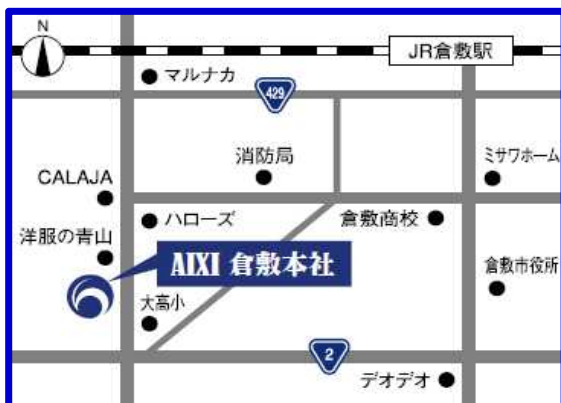 N
JR倉敷駅
マルナカ
429
消防局
ミサワホーム
CALAJA
ハローズ
倉敷商校
洋服の青山
AIXI 倉敷本社
倉敷市役所
大高小
2
デオデオ